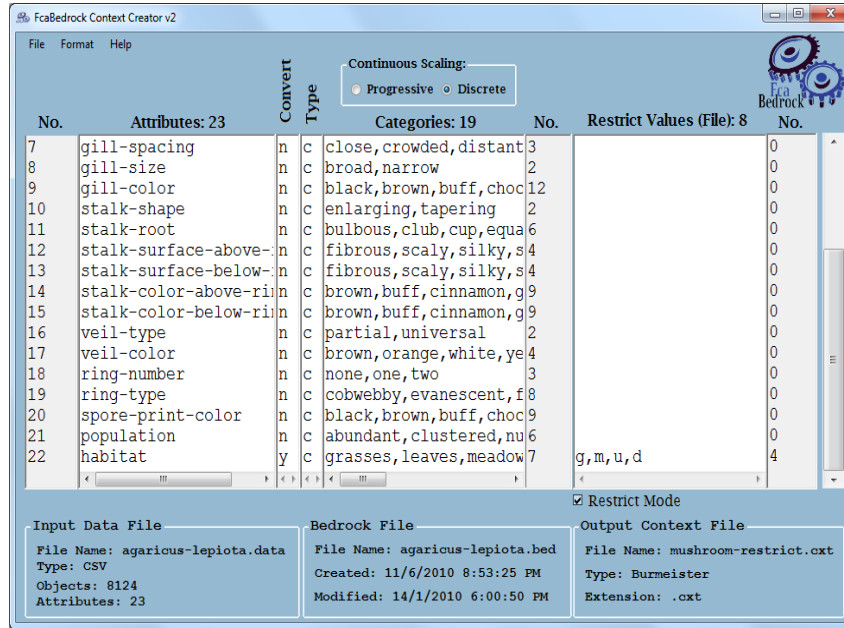 FcaBedrock Context Creator v2
File Format Help
Continuous Scaling:
Progressive Discrete
Convert
Type
Fca
Bedrock
No. Attributes: 23 Categories: 19 No. Restrict Values (File): 8 No.
7 gill-spacing n c close,crowded,distant 3 0
8 gill-size n c broad,narrow 2 0
9 gill-color n c black,brown,buff,choc 12 0
10 stalk-shape n c enlarging,tapering 2 0
11 stalk-root n c bulbous,club,cup,equa 6 0
12 stalk-surface-above- n c fibrous,scaly,silky,s 4 0
13 stalk-surface-below- n c fibrous,scaly,silky,s 4 0
14 stalk-color-above-ri n c brown,buff,cinnamon,g 9 0
15 stalk-color-below-ri n c brown,buff,cinnamon,g 9 0
16 veil-type n c partial,universal 2 0
17 veil-color n c brown,orange,white,ye 4 0
18 ring-number n c none,one,two 3 0
19 ring-type n c cobwebby,evanescent,f 8 0
20 spore-print-color n c black,brown,buff,choc 9 0
21 population n c abundant,clustered,nu 6 0
22 habitat y c grasses,leaves,meadow 7 g,m,u,d 4
Restrict Mode
Input Data File
File Name: agaricus-lepiota.data
Type: CSV
Objects: 8124
Attributes: 23
Bedrock File
File Name: agaricus-lepiota.bed
Created: 11/6/2010 8:53:25 PM
Modified: 14/1/2010 6:00:50 PM
Output Context File
File Name: mushroom-restrict.cxt
Type: Burmeister
Extension: .cxt